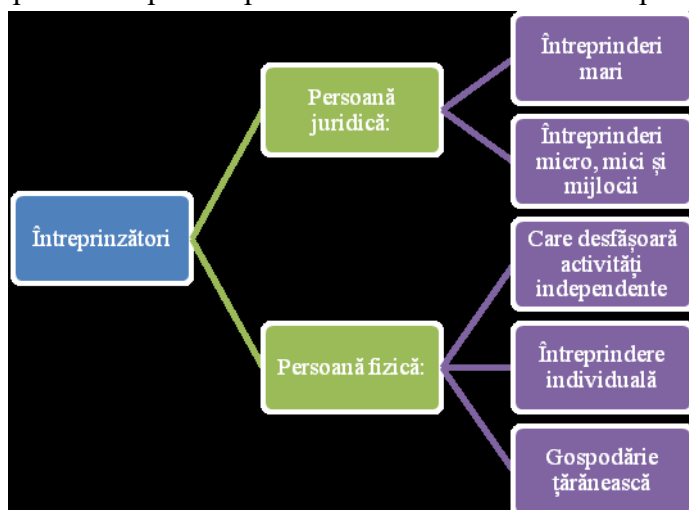 Întreprinzători
Persoană
juridică:
Întreprinderi
mari
Întreprinderi
micro, mici și
mijlocii
Persoană fizică:
Care desfășoară
activități
independente
Întreprindere
individuală
Gospodărie
țărănească